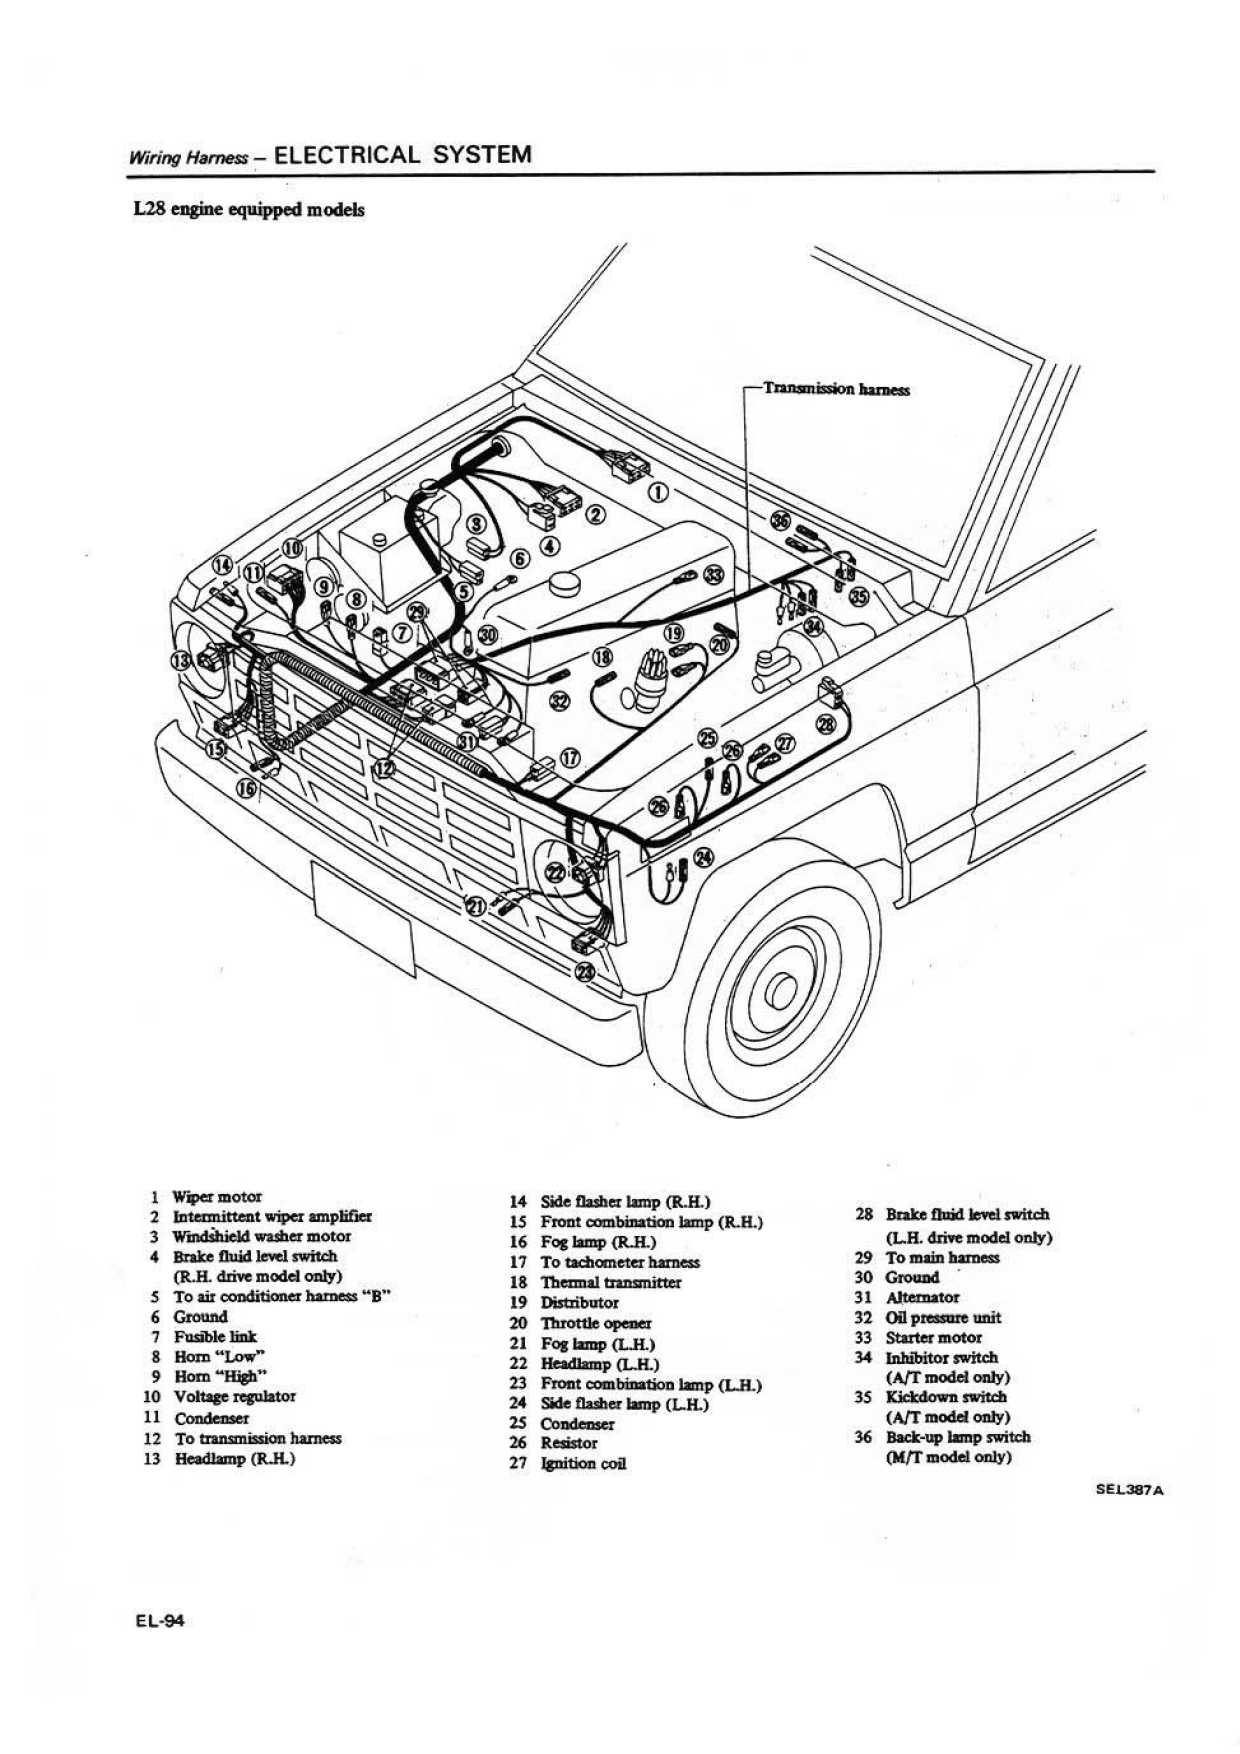 Wiring Harness – ELECTRICAL SYSTEM
L28 engine equipped models
Transmission harness
1
2
3
4
5
6
7
8
9
10
11
12
13
14
15
16
17
18
19
20
21
22
23
24
25
26
26
27
28
29
30
31
32
33
34
35
36
1 Wiper motor
2 Intermittent wiper amplifier
3 Windshield washer motor
4 Brake fluid level switch
(R.H. drive model only)
5 To air conditioner harness “B”
6 Ground
7 Fusible link
8 Horn “Low”
9 Horn “High”
10 Voltage regulator
11 Condenser
12 To transmission harness
13 Headlamp (R.H.)
14 Side flasher lamp (R.H.)
15 Front combination lamp (R.H.)
16 Fog lamp (R.H.)
17 To tachometer harness
18 Thermal transmitter
19 Distributor
20 Throttle opener
21 Fog lamp (L.H.)
22 Headlamp (L.H.)
23 Front combination lamp (L.H.)
24 Side flasher lamp (L.H.)
25 Condenser
26 Resistor
27 Ignition coil
28 Brake fluid level switch
(L.H. drive model only)
29 To main harness
30 Ground
31 Alternator
32 Oil pressure unit
33 Starter motor
34 Inhibitor switch
(A/T model only)
35 Kickdown switch
(A/T model only)
36 Back-up lamp switch
(M/T model only)
SEL387A
EL-94